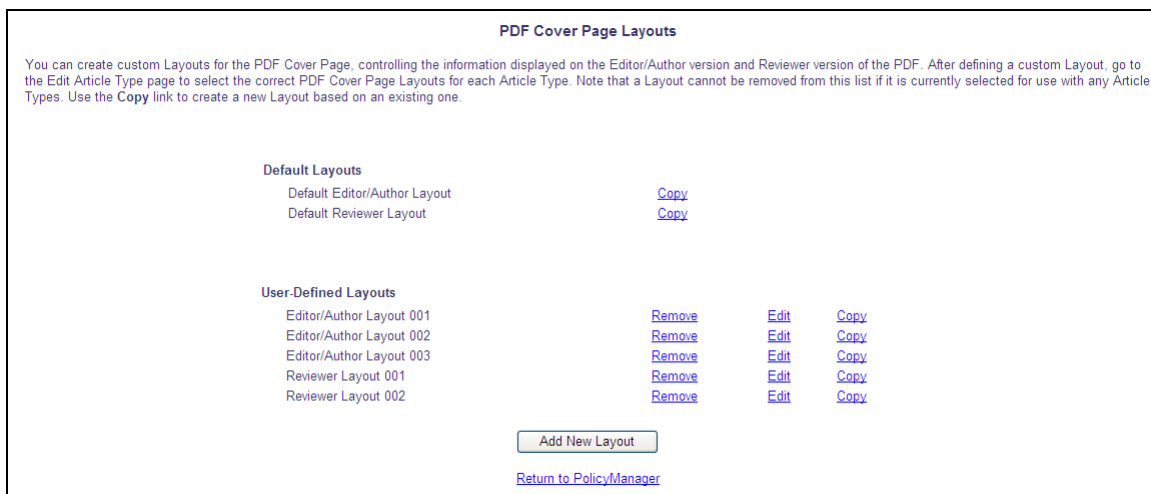 PDF Cover Page Layouts
You can create custom Layouts for the PDF Cover Page, controlling the information displayed on the Editor/Author version and Reviewer version of the PDF. After defining a custom Layout, go to
the Edit Article Type page to select the correct PDF Cover Page Layouts for each Article Type. Note that a Layout cannot be removed from this list if it is currently selected for use with any Article
Types. Use the Copy link to create a new Layout based on an existing one.
Default Layouts
Default Editor/Author Layout Copy
Default Reviewer Layout Copy
User-Defined Layouts
Editor/Author Layout 001 Remove Edit Copy
Editor/Author Layout 002 Remove Edit Copy
Editor/Author Layout 003 Remove Edit Copy
Reviewer Layout 001 Remove Edit Copy
Reviewer Layout 002 Remove Edit Copy
Add New Layout
Return to PolicyManager